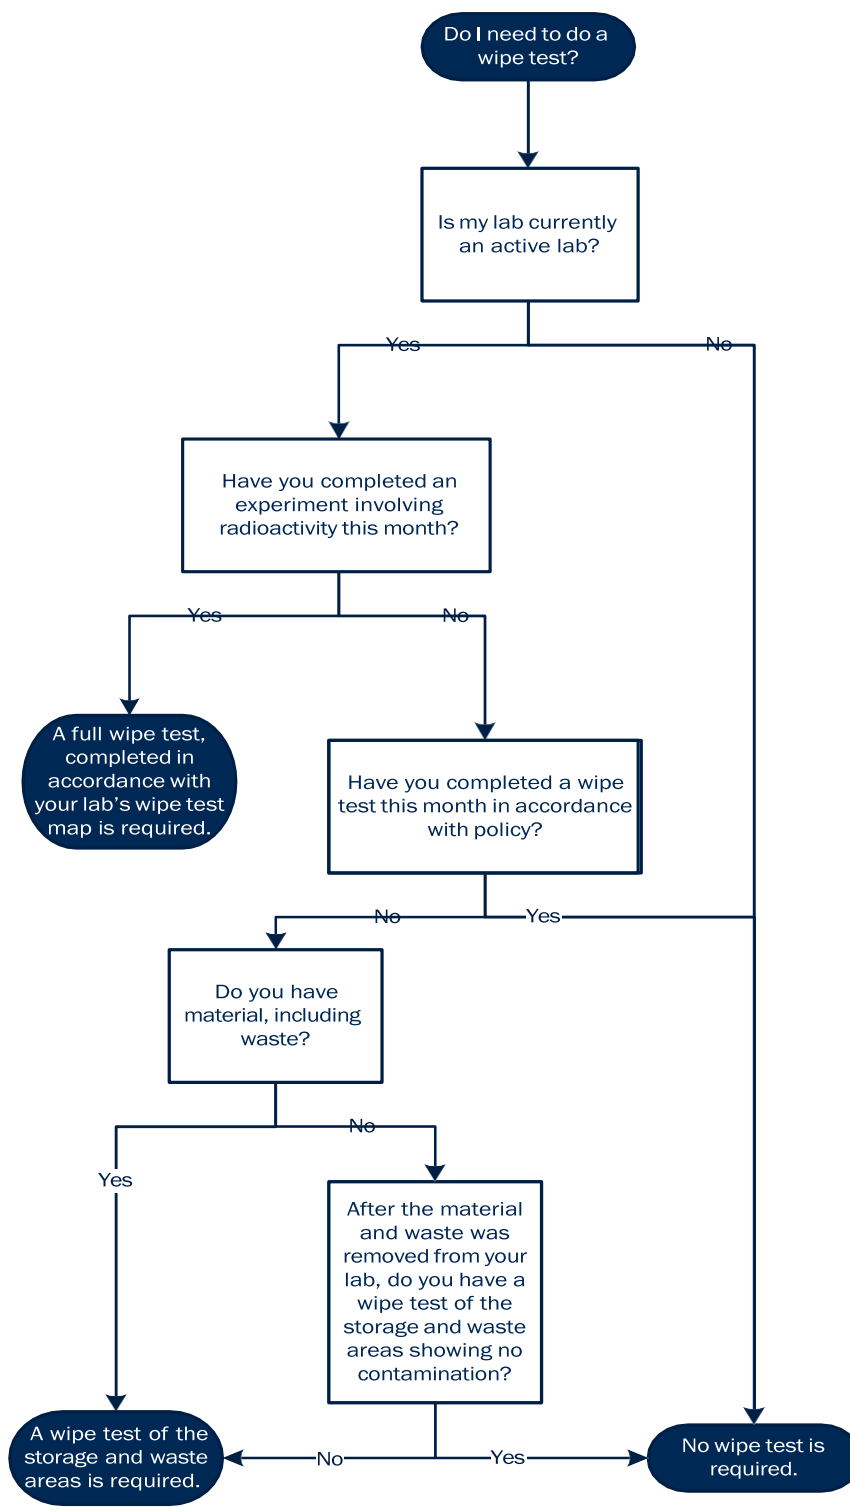 Do I need to do a
wipe test?
Is my lab currently
an active lab?
Yes
No
Have you completed an
experiment involving
radioactivity this month?
Yes
No
A full wipe test,
completed in
accordance with
your lab's wipe test
map is required.
Have you completed a wipe
test this month in accordance
with policy?
No
Yes
Do you have
material, including
waste?
No
Yes
After the material
and waste was
removed from your
lab, do you have a
wipe test of the
storage and waste
areas showing no
contamination?
A wipe test of the
storage and waste
areas is required.
No
Yes
No wipe test is
required.